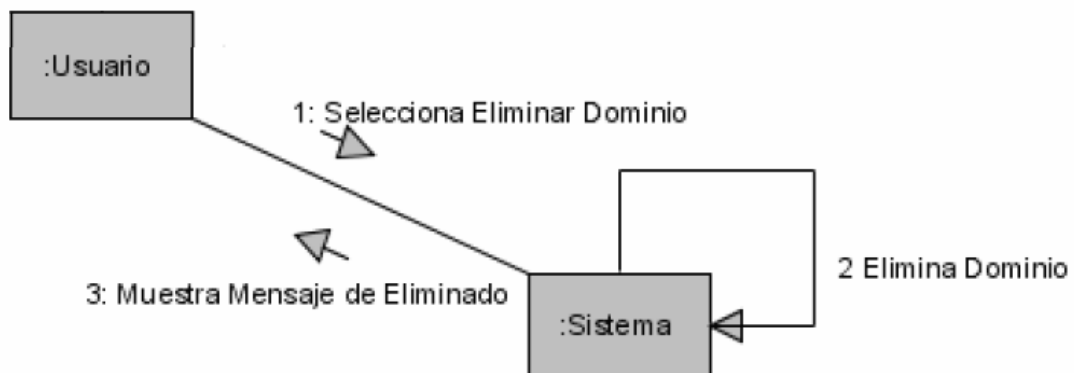 :Usuario
1: Selecciona Eliminar Dominio
2 Elimina Dominio
3: Muestra Mensaje de Eliminado
:Sistema